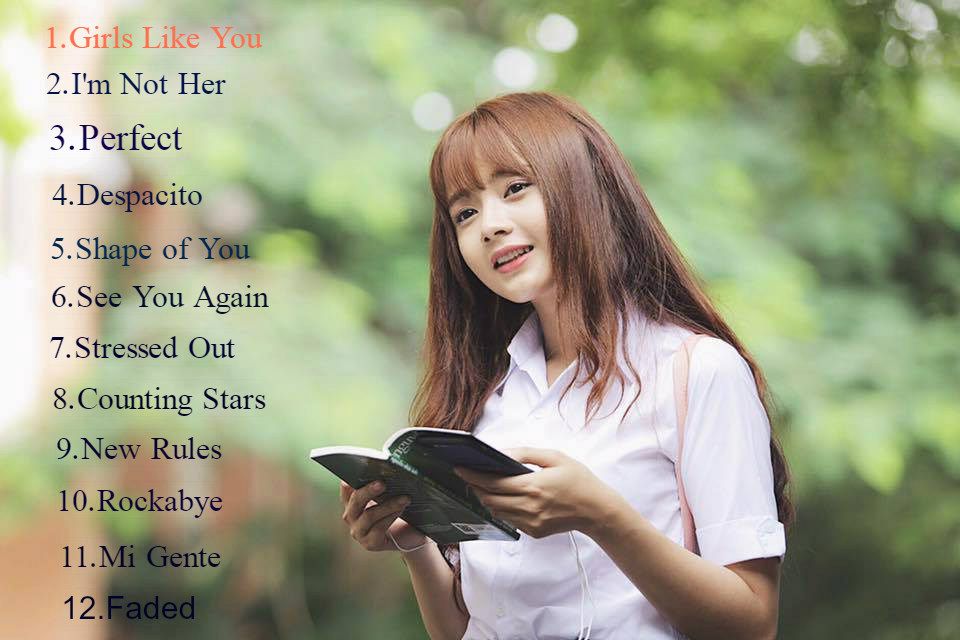 1.Girls Like You
2.I'm Not Her
3.Perfect
4.Despacito
5.Shape of You
6.See You Again
7.Stressed Out
8.Counting Stars
9.New Rules
10.Rockabye
11.Mi Gente
12.Faded